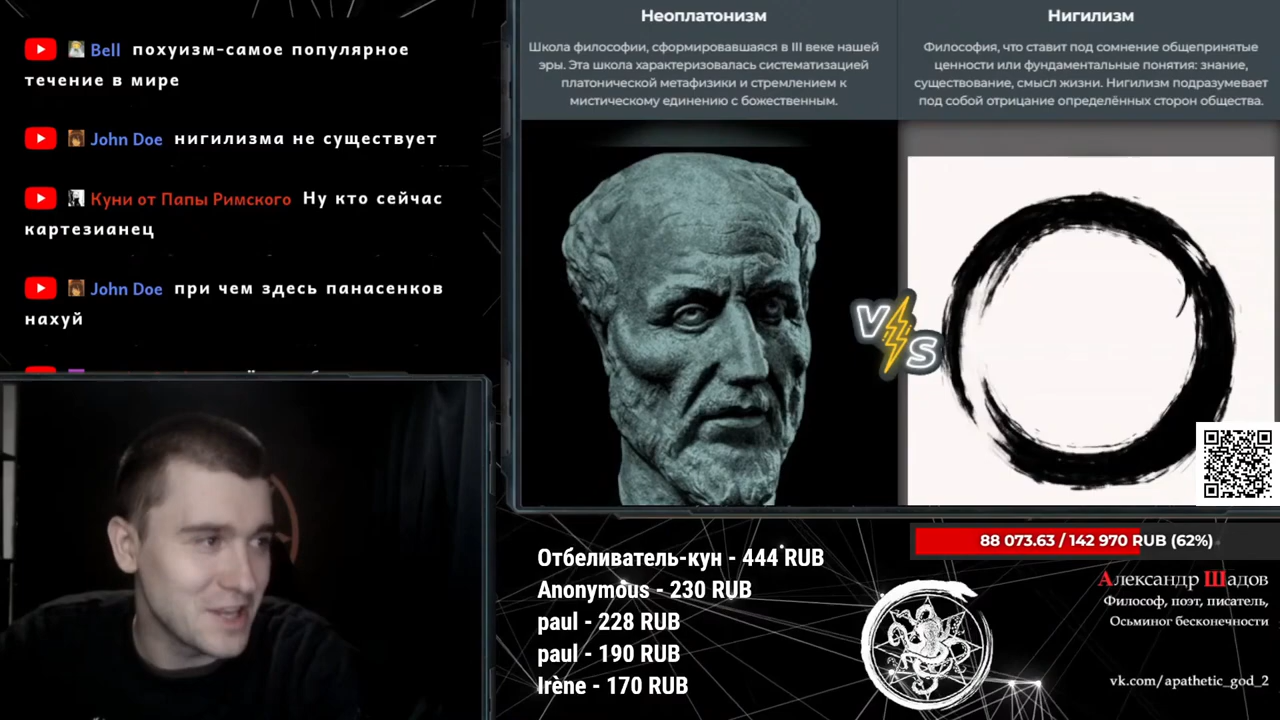 Bell похуизм-самое популярное
течение в мире
John Doe нигилизма не существует
Куни от Папы Римского Ну кто сейчас
картезианец
John Doe при чем здесь панасенков
нахуй
Неоплатонизм
Школа философии, сформировавшаяся в III веке нашей
эры. Эта школа характеризовалась систематизацией
платонической метафизики и стремлением к
мистическому единению с божественным.
Нигилизм
Философия, что ставит под сомнение общепринятые
ценности или фундаментальные понятия: знание,
существование, смысл жизни. Нигилизм подразумевает
под собой отрицание определённых сторон общества.
VS
Отбеливатель-кун - 444 RUB
Anonymous - 230 RUB
paul - 228 RUB
paul - 190 RUB
Irène - 170 RUB
88 073.63 / 142 970 RUB (62%)
Александр Шадов
Философ, поэт, писатель,
Осьминог бесконечности
vk.com/apathetic_god_2